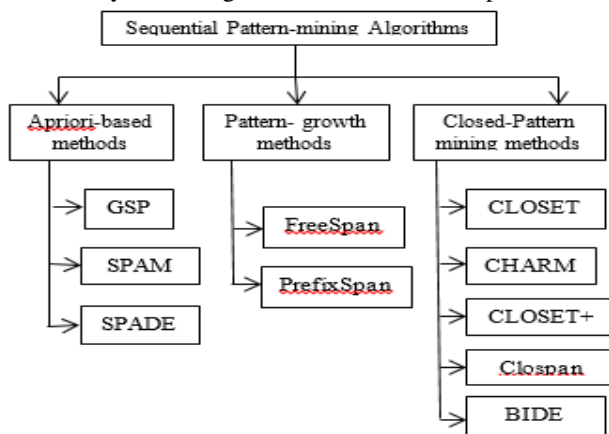 Sequential Pattern-mining Algorithms
Apriori-based
methods
Pattern- growth
methods
Closed-Pattern
mining methods
GSP
SPAM
SPADE
FreeSpan
PrefixSpan
CLOSET
CHARM
CLOSET+
Clospan
BIDE